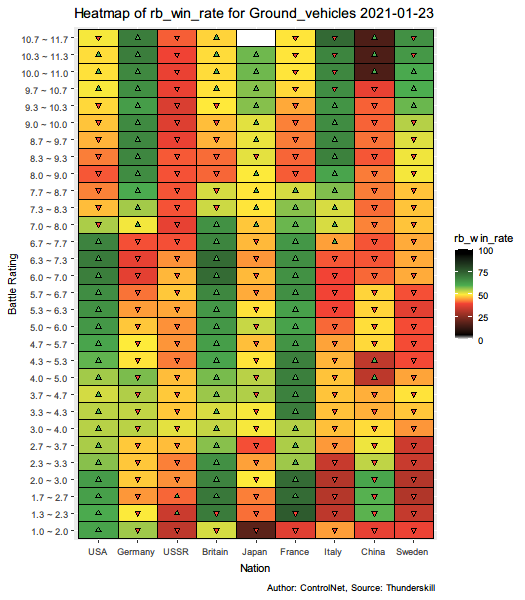 Heatmap of rb_win_rate for Ground_vehicles 2021-01-23
Battle Rating
10.7 ~ 11.7
10.3 ~ 11.3
10.0 ~ 11.0
9.7 ~ 10.7
9.3 ~ 10.3
9.0 ~ 10.0
8.7 ~ 9.7
8.3 ~ 9.3
8.0 ~ 9.0
7.7 ~ 8.7
7.3 ~ 8.3
7.0 ~ 8.0
6.7 ~ 7.7
6.3 ~ 7.3
6.0 ~ 7.0
5.7 ~ 6.7
5.3 ~ 6.3
5.0 ~ 6.0
4.7 ~ 5.7
4.3 ~ 5.3
4.0 ~ 5.0
3.7 ~ 4.7
3.3 ~ 4.3
3.0 ~ 4.0
2.7 ~ 3.7
2.3 ~ 3.3
2.0 ~ 3.0
1.7 ~ 2.7
1.3 ~ 2.3
1.0 ~ 2.0
USA Germany USSR Britain Japan France Italy China Sweden
Nation
rb_win_rate
100
75
50
25
0
Author: ControlNet, Source: Thunderskill